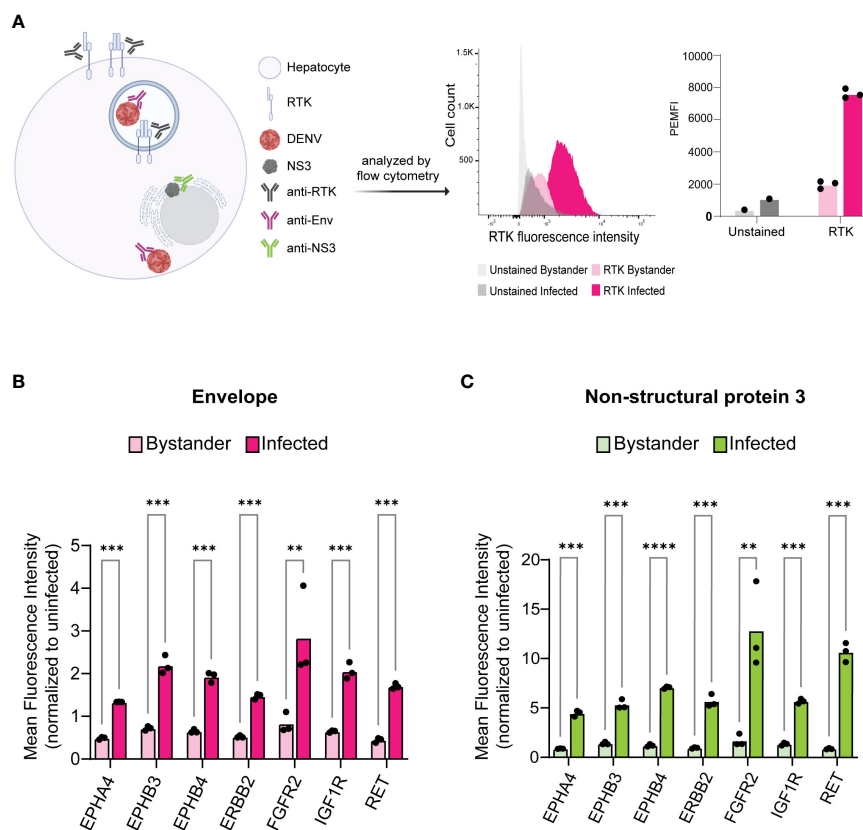 A
Hepatocyte
RTK
DENV
NS3
anti-RTK
anti-Env
anti-NS3
analyzed by
flow cytometry
Cell count
1.5K
1.0K
500
RTK fluorescence intensity
Unstained Bystander
RTK Bystander
Unstained Infected
RTK Infected
PEMFI
10000
8000
6000
4000
2000
0
Unstained
RTK
B
Envelope
Bystander
Infected
Mean Fluorescence Intensity
(normalized to uninfected)
5
4
3
2
1
0
***
***
***
***
**
***
***
EPHA4
EPHB3
EPHB4
ERBB2
FGFR2
IGF1R
RET
C
Non-structural protein 3
Bystander
Infected
Mean Fluorescence Intensity
(normalized to uninfected)
20
15
10
5
0
***
***
****
***
**
***
***
EPHA4
EPHB3
EPHB4
ERBB2
FGFR2
IGF1R
RET